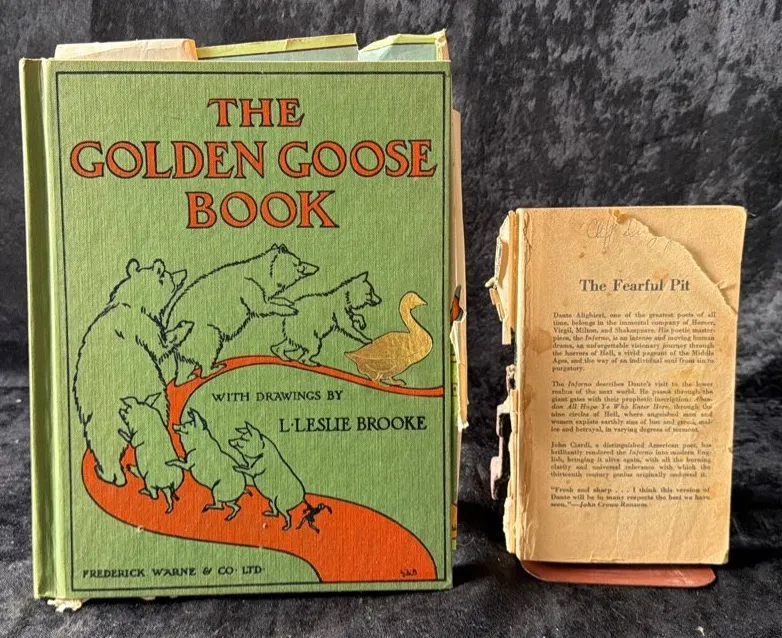 THE
GOLDEN GOOSE
BOOK
WITH DRAWINGS BY
L·LESLIE BROOKE
FREDERICK WARNE & CO· LTD·
The Fearful Pit
Dante Alighieri, one of the greatest poets of all
time, belongs in the immortal company of Homer,
Virgil, Milton, and Shakespeare. His poetic master-
piece, the Inferno, is an intense and moving human
drama, an unforgettable visionary journey through
the horrors of Hell, a vivid pageant of the Middle
Ages, and the way of an individual soul from sin to
purgatory.
The Inferno describes Dante's visit to the lower
realms of the next world. He passes through the
giant gates with their prophetic inscription: Aban-
don All Hope Ye Who Enter Here, through the
nine circles of Hell, where anguished men and
women expiate earthly sins of lust and greed, mal-
ice and betrayal, in varying degrees of torment.
John Ciardi, a distinguished American poet, has
brilliantly rendered the Inferno into modern Eng-
lish, bringing it alive again, with all the burning
clarity and universal relevance with which the
thirteenth century genius originally endowed it.
"Fresh and sharp . . . I think this version of
Dante will be in many respects the best we have
seen."—John Crowe Ransom